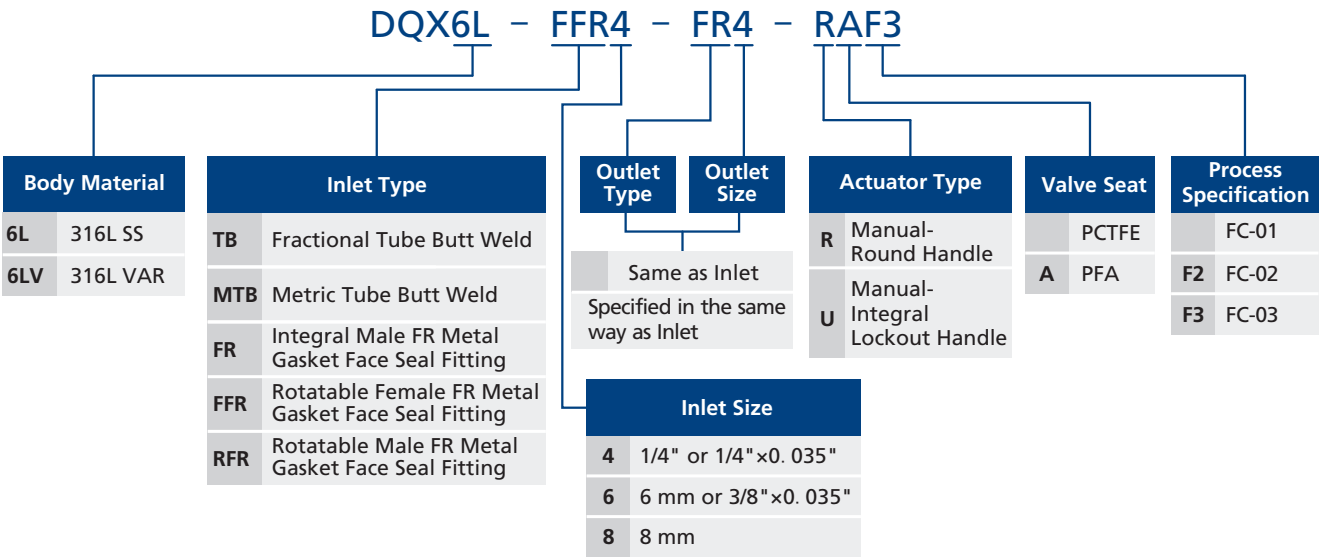 DQX6L - FFR4 - FR4 - RAF3
Body Material
6L 316L SS
6LV 316L VAR
Inlet Type
TB Fractional Tube Butt Weld
MTB Metric Tube Butt Weld
FR Integral Male FR Metal
Gasket Face Seal Fitting
FFR Rotatable Female FR Metal
Gasket Face Seal Fitting
RFR Rotatable Male FR Metal
Gasket Face Seal Fitting
Outlet
Type
Outlet
Size
Same as Inlet
Specified in the same
way as Inlet
Inlet Size
4 1/4" or 1/4"×0. 035"
6 6 mm or 3/8"×0. 035"
8 8 mm
Actuator Type
R Manual-
Round Handle
U Manual-
Integral
Lockout Handle
Valve Seat
PCTFE
A PFA
Process
Specification
FC-01
F2 FC-02
F3 FC-03